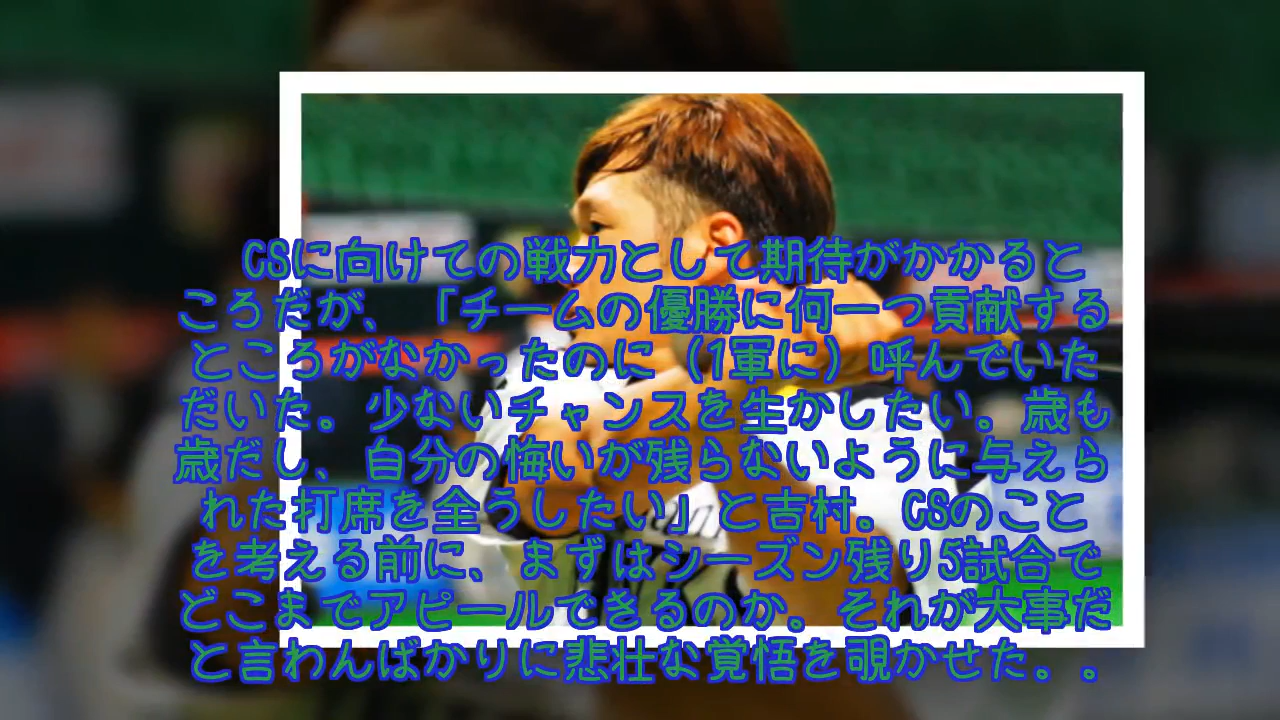 CSに向けての戦力として期待がかかると
ころだが、「チームの優勝に何一つ貢献する
ところがなかったのに（1軍に）呼んでいた
だいた。少ないチャンスを生かしたい。歳も
歳だし、自分の悔いが残らないように与えら
れた打席を全うしたい」と吉村。CSのこと
を考える前に、まずはシーズン残り5試合で
どこまでアピールできるのか。それが大事だ
と言わんばかりに悲壮な覚悟を覗かせた。。